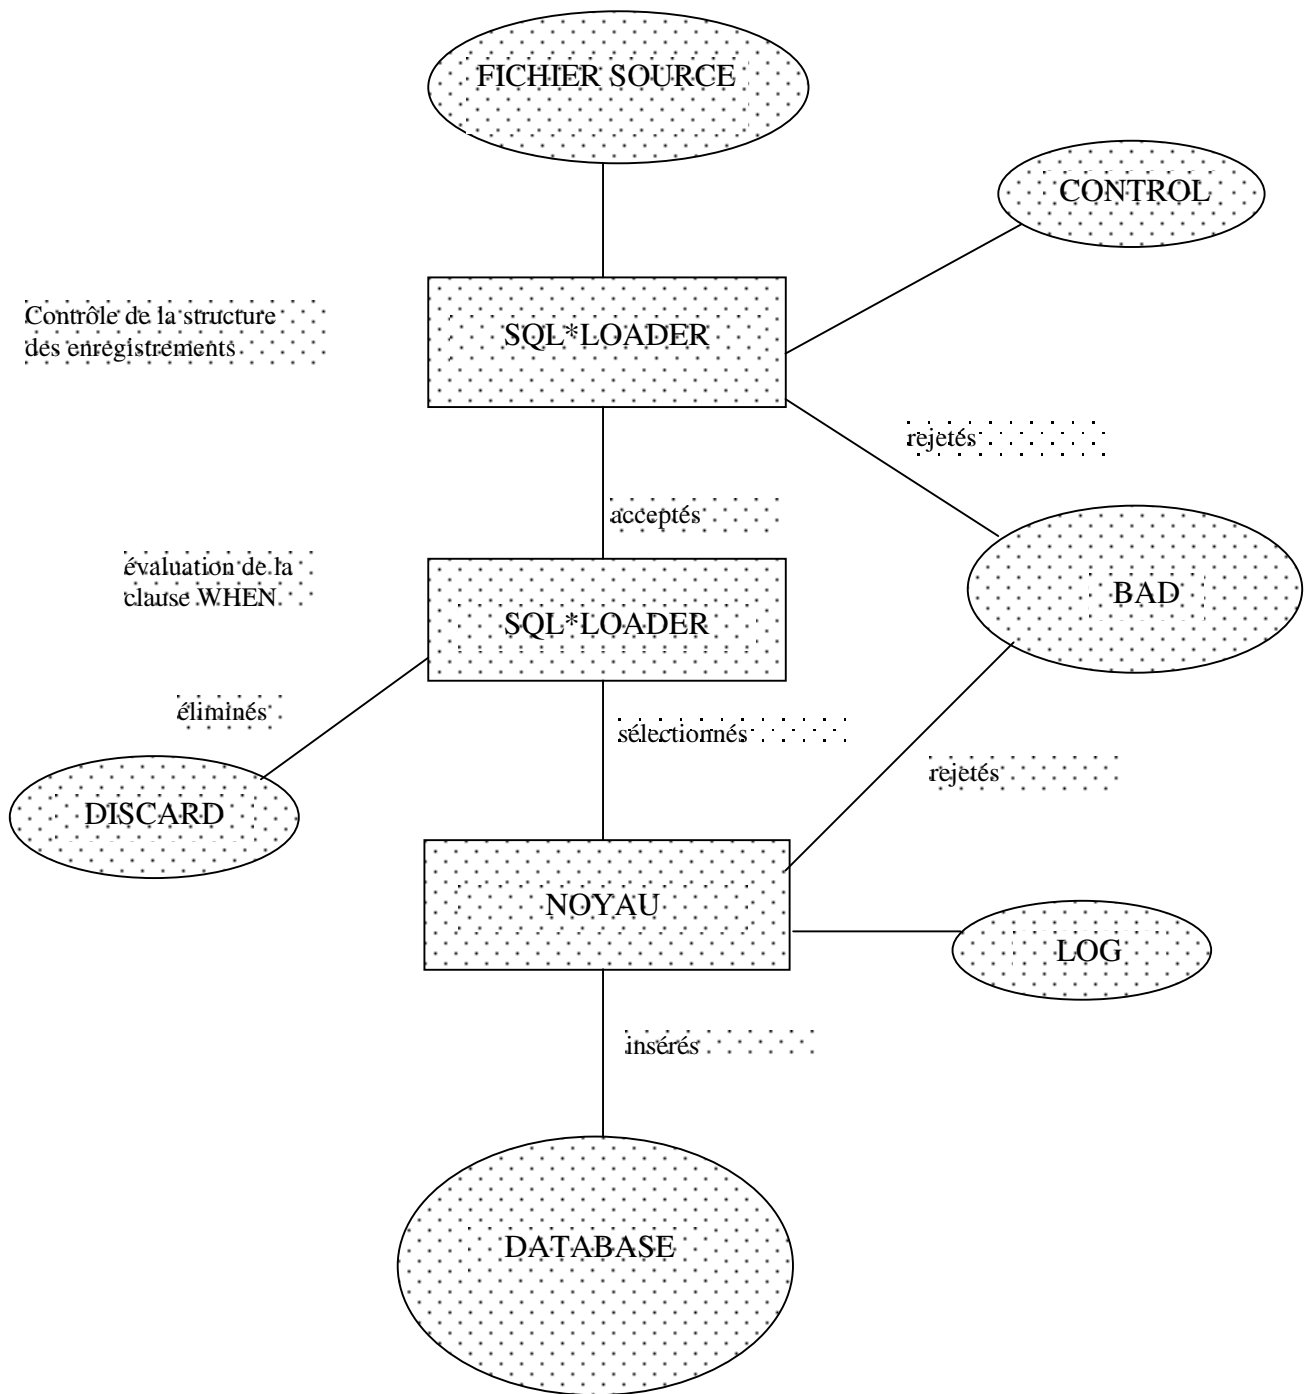 FICHIER SOURCE
CONTROL
Contrôle de la structure
des enregistrements
SQL*LOADER
rejetés
acceptés
évaluation de la
clause WHEN
SQL*LOADER
BAD
éliminés
sélectionnés
rejetés
DISCARD
NOYAU
LOG
insérés
DATABASE